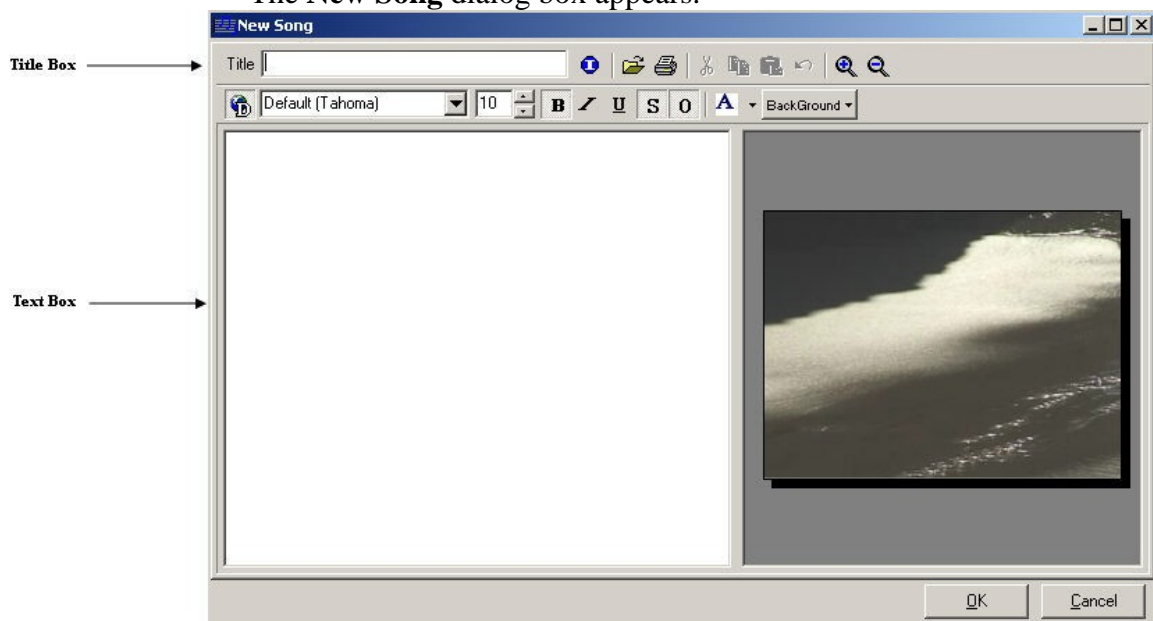 The New Song dialog box appears.
New Song
Title Box
Title
Default (Tahoma) 10 B I U S O A BackGround
Text Box
OK Cancel